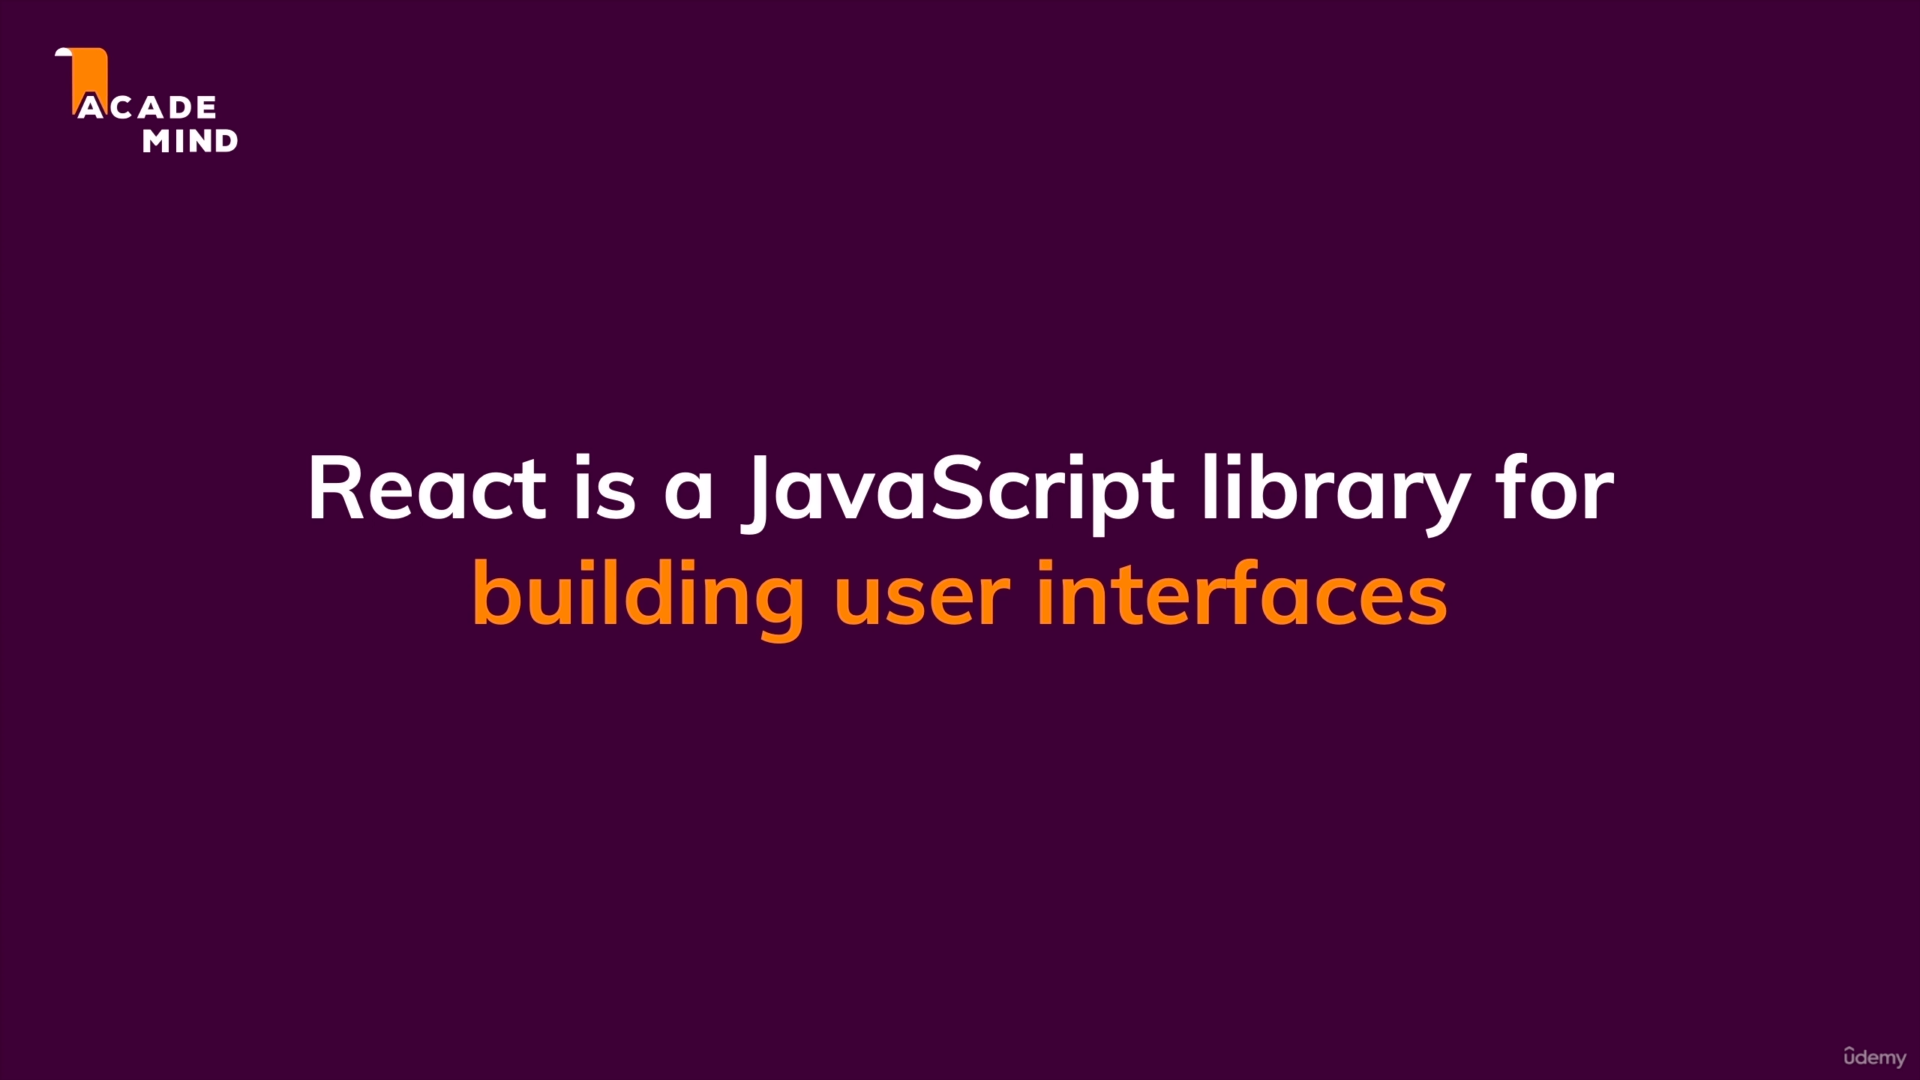 ACADE
MIND
React is a JavaScript library for
building user interfaces
ûdemy